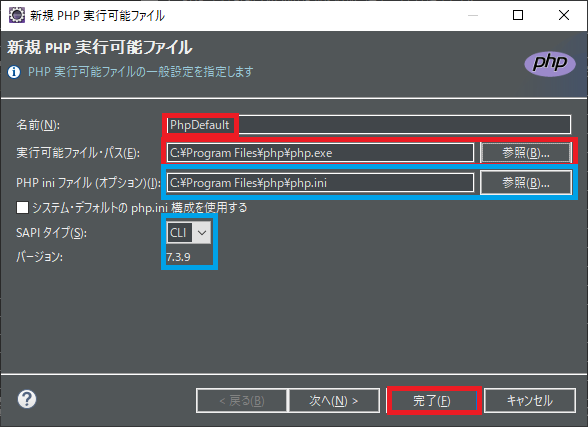 新規 PHP 実行可能ファイル
新規 PHP 実行可能ファイル
PHP 実行可能ファイルの一般設定を指定します
php
名前(N): PhpDefault
実行可能ファイル・パス(E): C:¥Program Files¥php¥php.exe 参照(B)...
PHP ini ファイル (オプション)(I): C:¥Program Files¥php¥php.ini 参照(B)...
システム・デフォルトの php.ini 構成を使用する
SAPI タイプ(S): CLI
バージョン: 7.3.9
? < 戻る(B) 次へ(N) > 完了(F) キャンセル